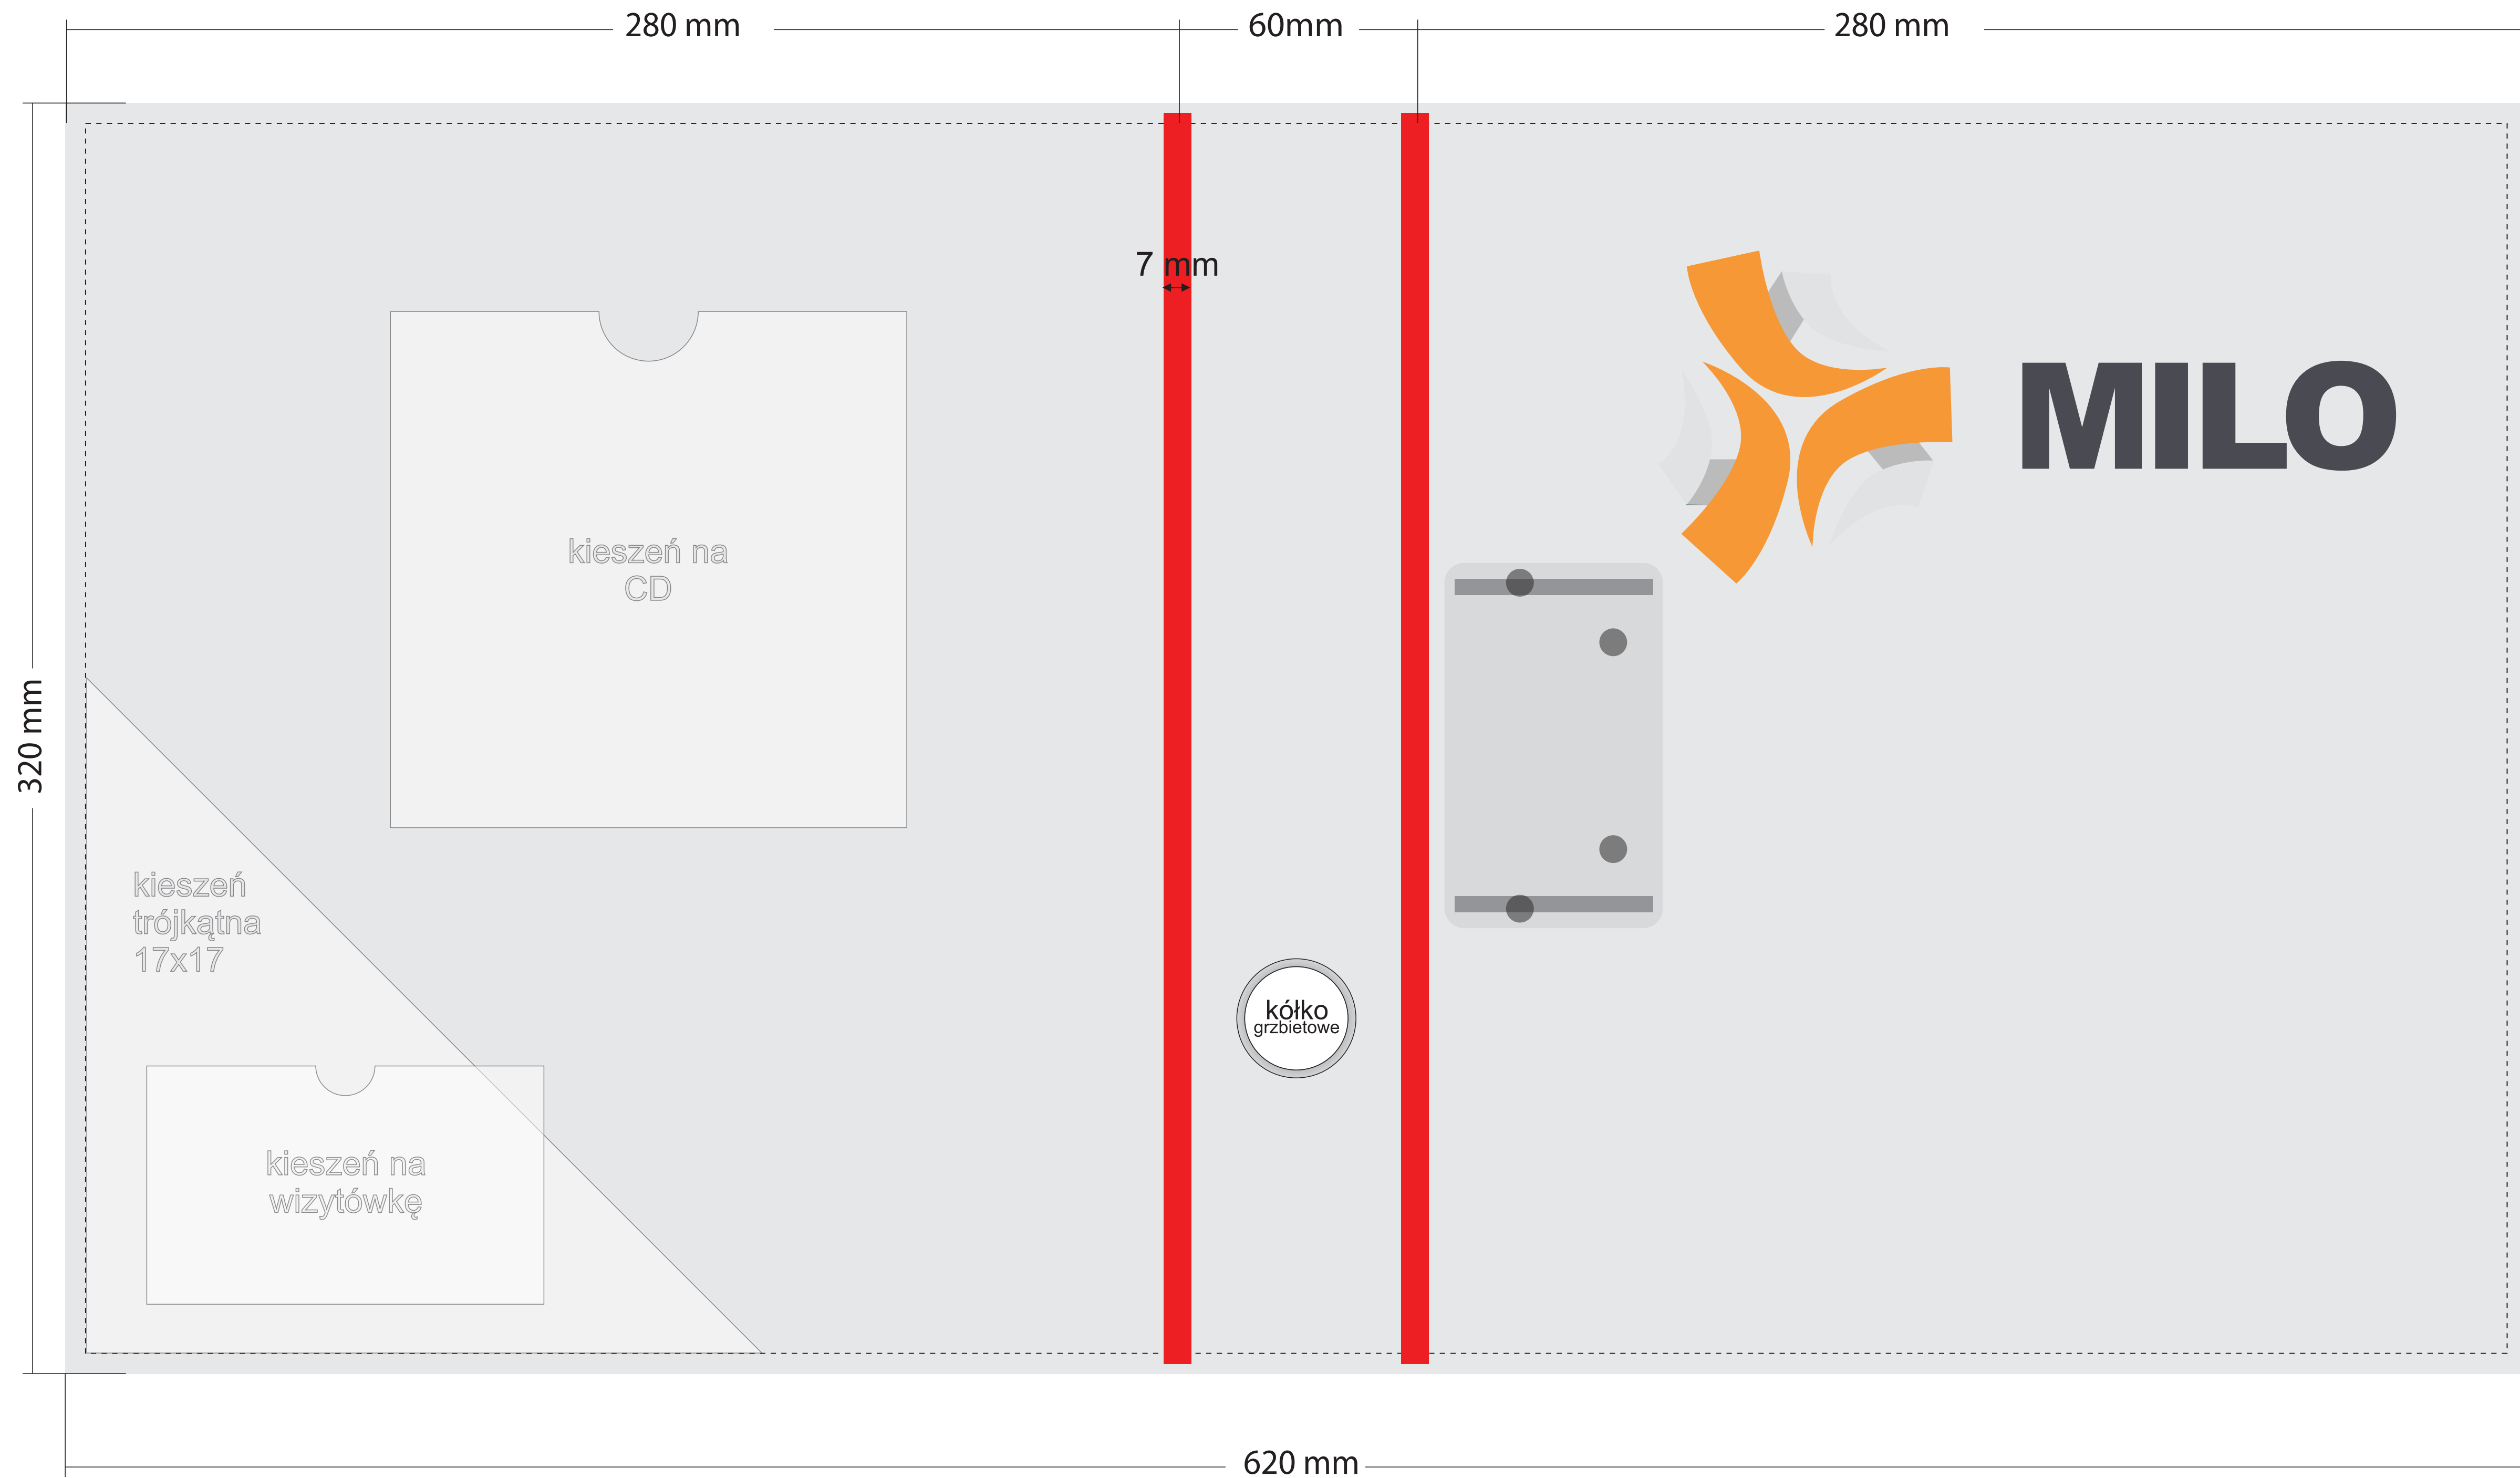 280 mm
60mm
280 mm
7 mm
MILO
kieszeń na
CD
320 mm
kieszeń
trójkątna
17x17
kółko
grzbietowe
kieszeń na
wizytówkę
620 mm